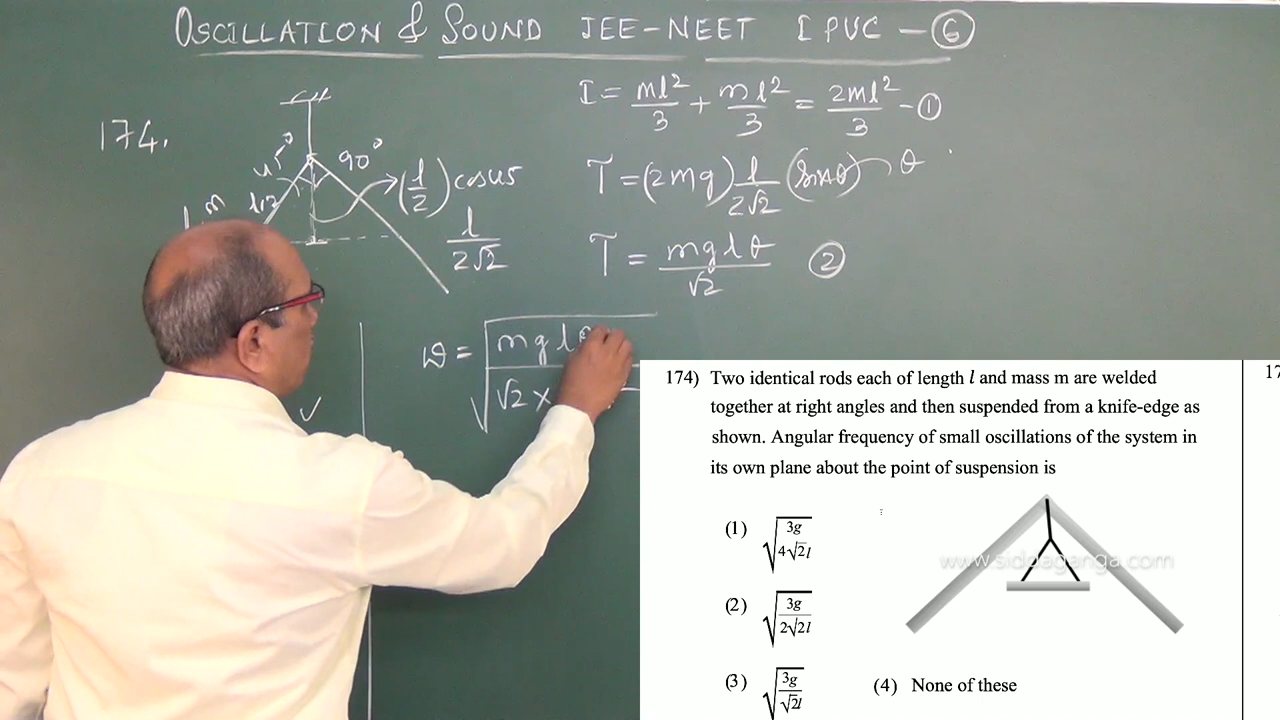 OSCILLATION & SOUND JEE-NEET I PVC - 6
I = ml²/3 + ml²/3 = 2ml²/3 - 1
174.
45° 90°
(l/2) cos45
l/2√2
T = (2mg) l/2√2 (sinθ) θ
T = mglθ/√2 2
ω = √ mgl
√2 ×
174) Two identical rods each of length l and mass m are welded
together at right angles and then suspended from a knife-edge as
shown. Angular frequency of small oscillations of the system in
its own plane about the point of suspension is
17
(1) √(3g/4√2l)
(2) √(3g/2√2l)
(3) √(3g/√2l)
(4) None of these
www.siddaganga.com